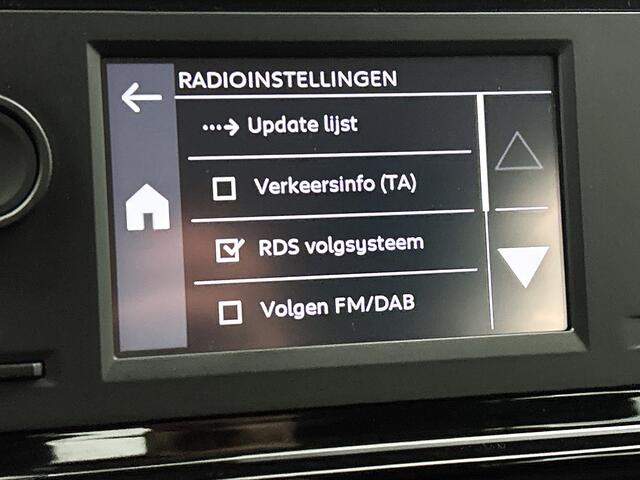 RADIOINSTELLINGEN
Update lijst
Verkeersinfo (TA)
RDS volgsysteem
Volgen FM/DAB